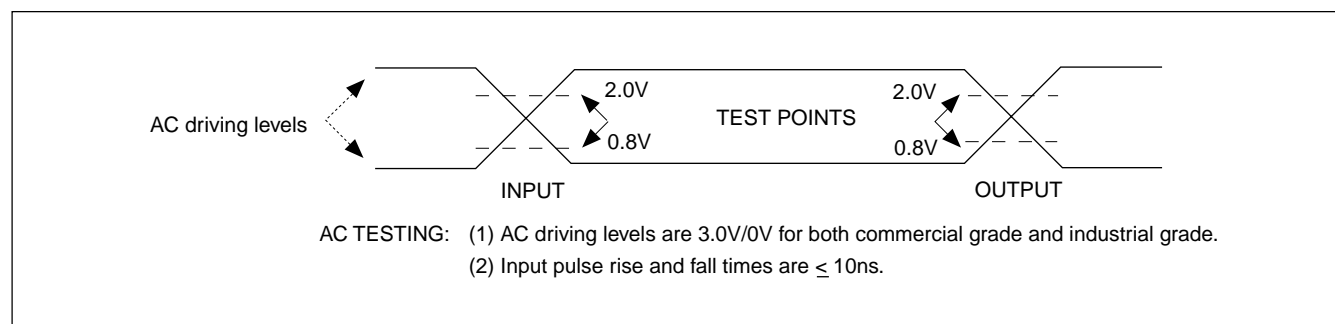 2.0V
2.0V
AC driving levels
TEST POINTS
0.8V
0.8V
INPUT
OUTPUT
AC TESTING: (1) AC driving levels are 3.0V/0V for both commercial grade and industrial grade.
(2) Input pulse rise and fall times are ≤ 10ns.